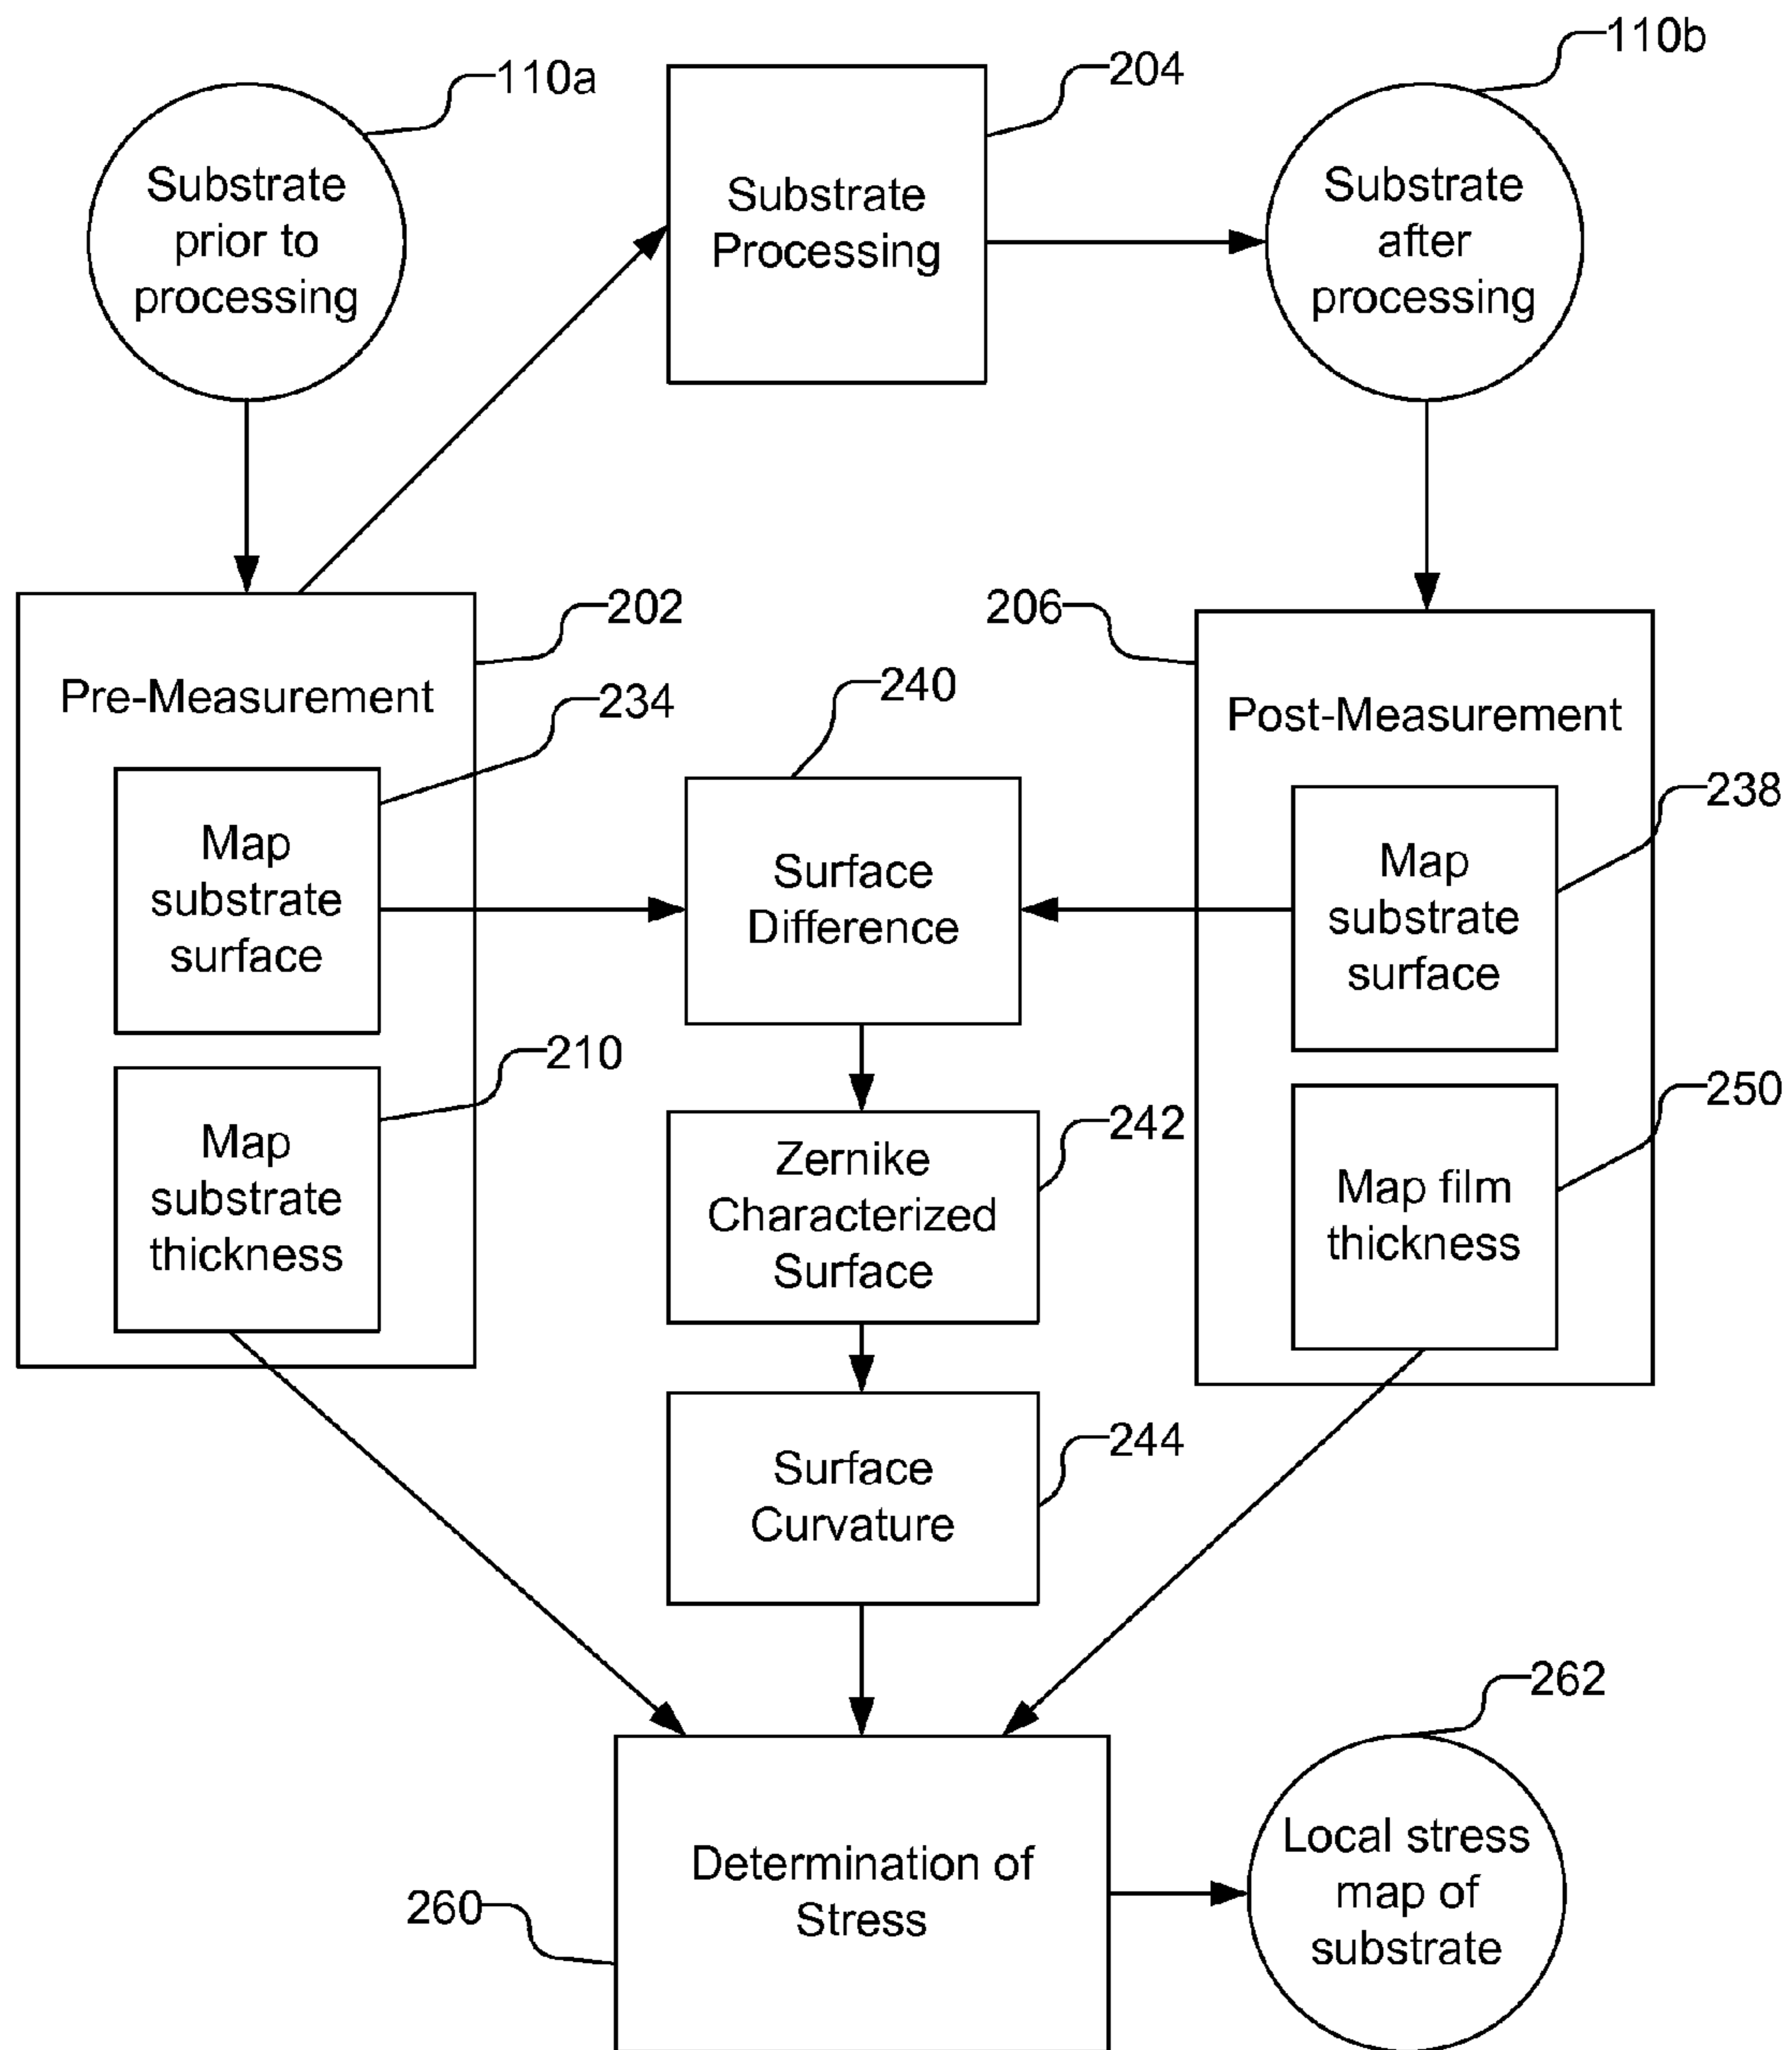 110a
Substrate
prior to
processing
204
Substrate
Processing
110b
Substrate
after
processing
202
Pre-Measurement
234
Map
substrate
surface
210
Map
substrate
thickness
240
Surface
Difference
242
Zernike
Characterized
Surface
244
Surface
Curvature
206
Post-Measurement
238
Map
substrate
surface
250
Map film
thickness
260
Determination of
Stress
262
Local stress
map of
substrate